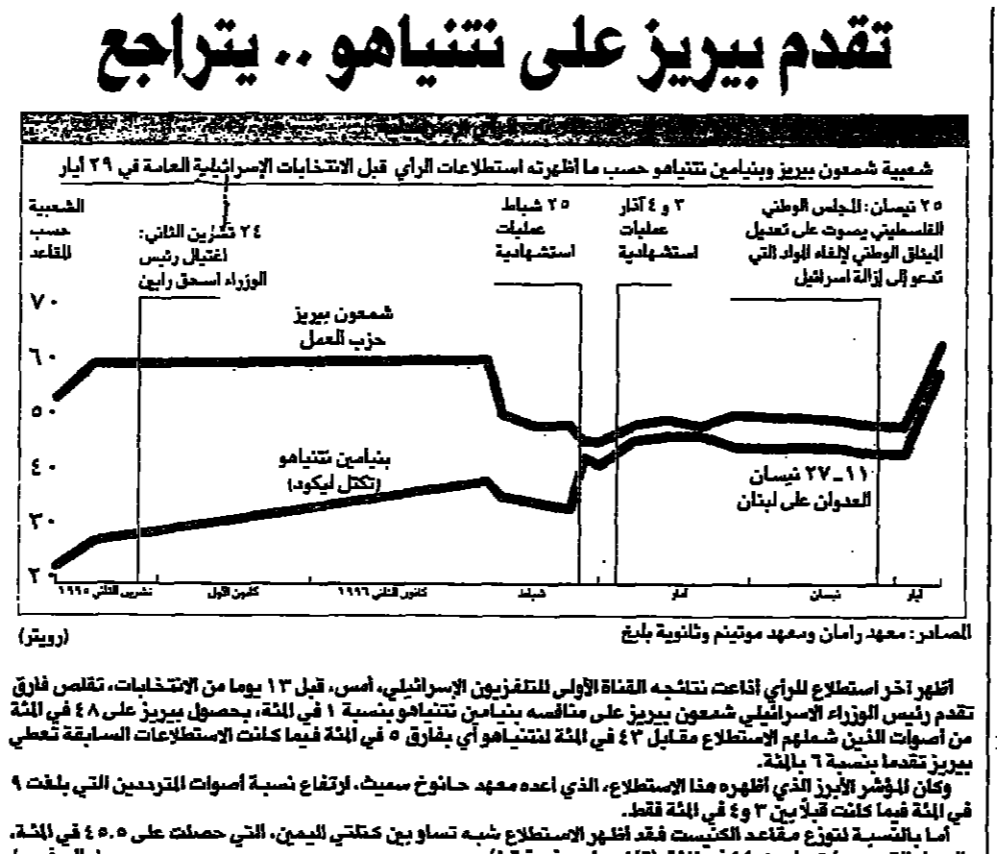 تقدم بيريز على نتنياهو .. يتراجع
شعبية شمعون بيريز وبنيامين نتنياهو حسب ما أظهرته استطلاعات الرأي قبل الانتخابات الإسرائيلية العامة في ٢٩ أيار
٢٥ نيسان: المجلس الوطني
الفلسطيني يصوت على تعديل
الميثاق الوطني لإلغاء المواد التي
تدعو إلى إزالة اسرائيل
٣ و ٤ آذار
عمليات
استشهادية
٢٥ شباط
عمليات
استشهادية
٢٤ تشرين الثاني:
اغتيال رئيس
الوزراء اسحق رابين
الشعبية
حسب
المقاعد
٧٠
٦٠
٥٠
٤٠
٣٠
٢٠
شمعون بيريز
حزب العمل
بنيامين نتنياهو
(تكتل ليكود)
١١-٢٧ نيسان
العدوان على لبنان
تشرين الثاني ١٩٩٥
كانون الأول
كانون الثاني ١٩٩٦
شباط
آذار
نيسان
أيار
المصادر: معهد رامان ومعهد موتينم وثانوية بليخ
(رويتر)
أظهر آخر استطلاع للرأي أذاعت نتائجه القناة الأولى للتلفزيون الإسرائيلي، أمس، قبل ١٣ يوما من الانتخابات، تقلص فارق
تقدم رئيس الوزراء الاسرائيلي شمعون بيريز على منافسه بنيامين نتنياهو بنسبة ١ في المئة، بحصول بيريز على ٤٨ في المئة
من أصوات الذين شملهم الاستطلاع مقابل ٤٣ في المئة لنتنياهو أي بفارق ٥ في المئة فيما كانت الاستطلاعات السابقة تعطي
بيريز تقدما بنسبة ٦ بالمئة.
وكان المؤشر الأبرز الذي أظهره هذا الاستطلاع، الذي أعده معهد حانوخ سميث، ارتفاع نسبة أصوات المترددين التي بلغت ٩
في المئة فيما كانت قبلاً بين ٣ و٤ في المئة فقط.
أما بالنسبة لتوزع مقاعد الكنيست فقد أظهر الاستطلاع شبه تساو بين كتلتي اليمين، التي حصلت على ٤٥.٥ في المئة،